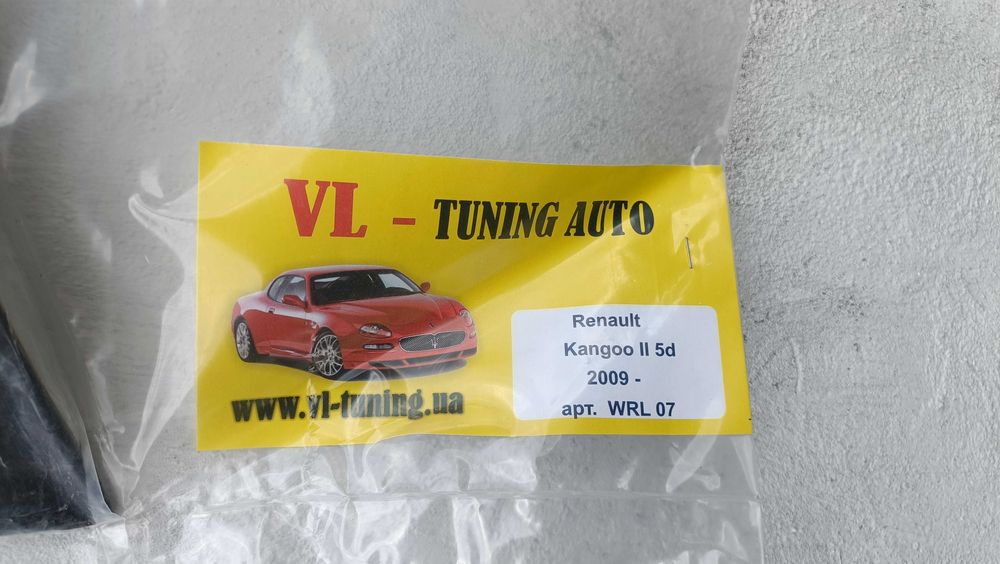 VL - TUNING AUTO
www.vl-tuning.ua
Renault
Kangoo II 5d
2009 -
арт. WRL 07